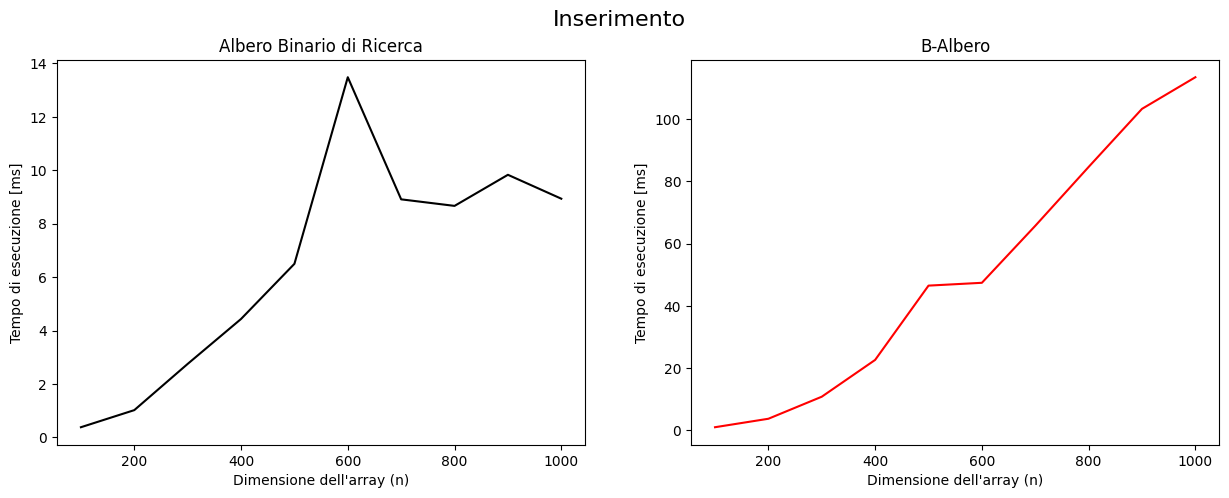 Inserimento
Albero Binario di Ricerca
14
12
10
8
6
4
2
0
Tempo di esecuzione [ms]
200 400 600 800 1000
Dimensione dell'array (n)
B-Albero
100
80
60
40
20
0
Tempo di esecuzione [ms]
200 400 600 800 1000
Dimensione dell'array (n)